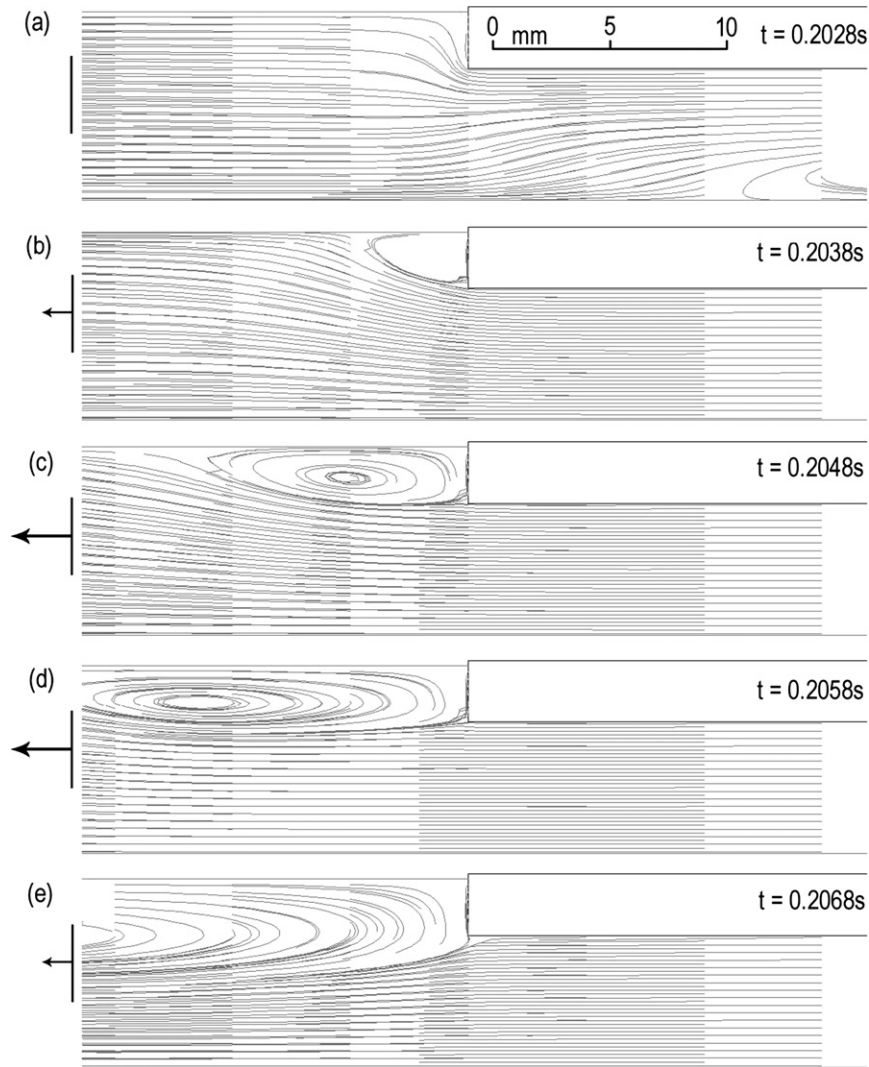 (a)
0 mm 5 10
t = 0.2028s
(b)
t = 0.2038s
(c)
t = 0.2048s
(d)
t = 0.2058s
(e)
t = 0.2068s